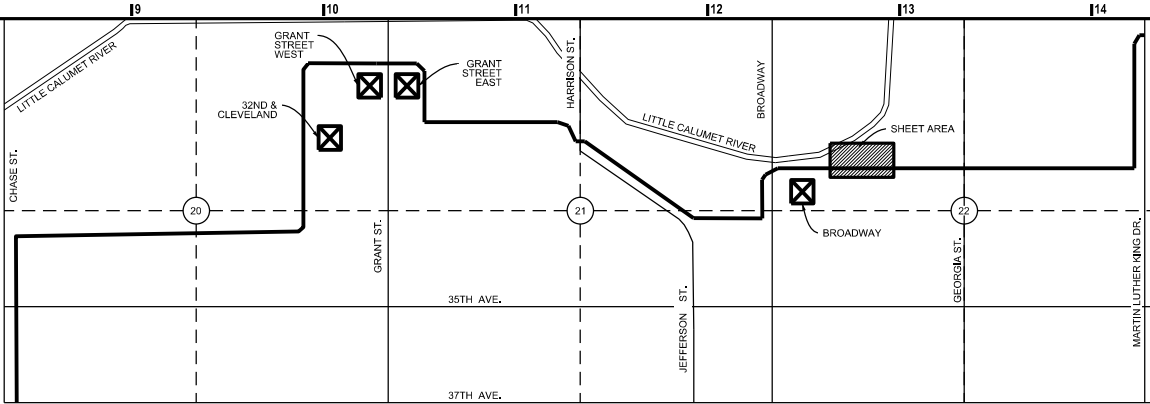 9
10
11
12
13
14
LITTLE CALUMET RIVER
GRANT
STREET
WEST
GRANT
STREET
EAST
32ND &
CLEVELAND
HARRISON ST.
BROADWAY
LITTLE CALUMET RIVER
SHEET AREA
CHASE ST.
20
21
22
BROADWAY
GRANT ST.
GEORGIA ST.
MARTIN LUTHER KING DR.
35TH AVE.
JEFFERSON ST.
37TH AVE.